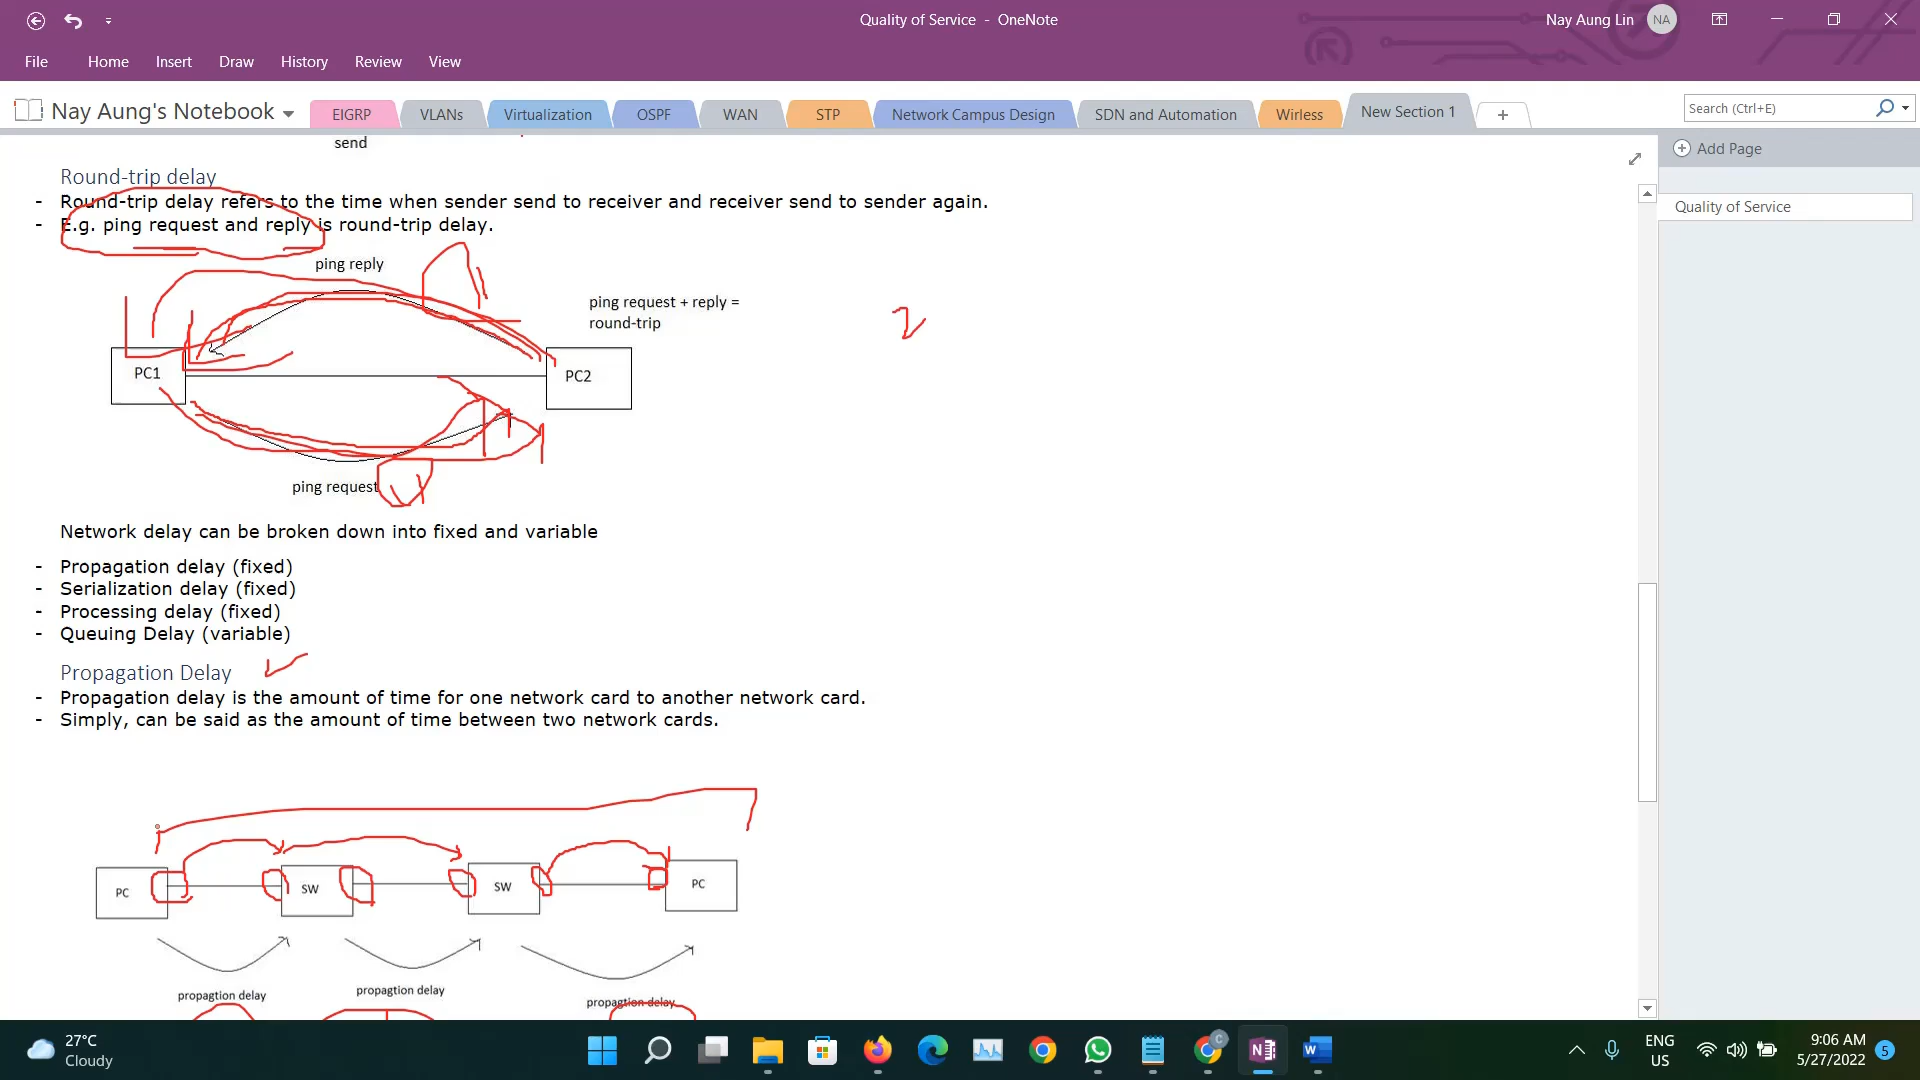 Quality of Service - OneNote
Nay Aung Lin
NA
File Home Insert Draw History Review View
Nay Aung's Notebook
EIGRP
VLANs
Virtualization
OSPF
WAN
STP
Network Campus Design
SDN and Automation
Wirless
New Section 1
+
Search (Ctrl+E)
Add Page
Quality of Service
send
Round-trip delay
- Round-trip delay refers to the time when sender send to receiver and receiver send to sender again.
- E.g. ping request and reply is round-trip delay.
ping reply
ping request + reply =
round-trip
2
PC1
PC2
ping request
Network delay can be broken down into fixed and variable
- Propagation delay (fixed)
- Serialization delay (fixed)
- Processing delay (fixed)
- Queuing Delay (variable)
Propagation Delay
- Propagation delay is the amount of time for one network card to another network card.
- Simply, can be said as the amount of time between two network cards.
PC
SW
SW
PC
propagtion delay
propagtion delay
propagtion delay
27°C
Cloudy
ENG
US
9:06 AM
5/27/2022
5